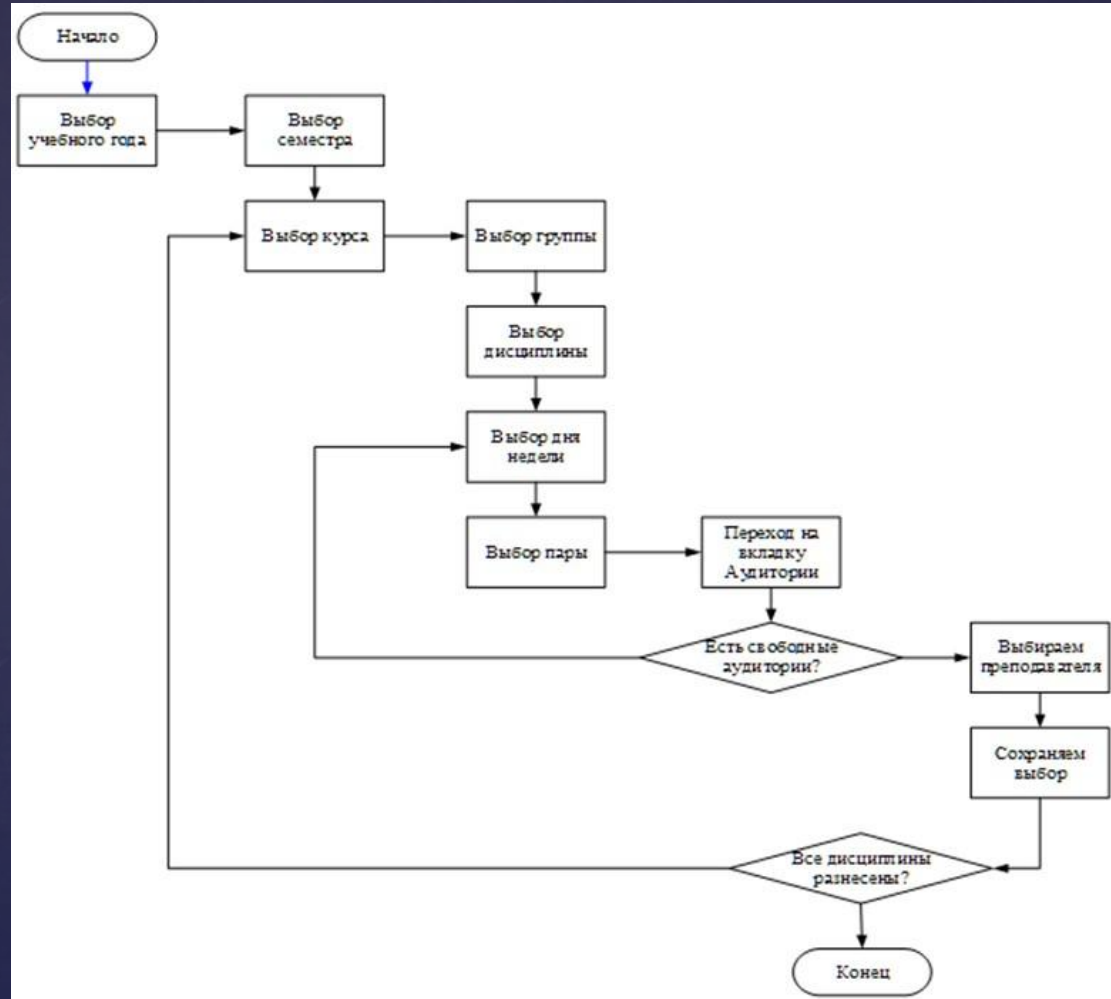 Начало
Выбор
учебного года
Выбор
семестра
Выбор курса
Выбор группы
Выбор
дисциплины
Выбор дня
недели
Выбор пары
Переход на
вкладку
Аудитории
Есть свободные
аудитории?
Выбираем
преподавателя
Сохраняем
выбор
Все дисциплины
разнесены?
Конец